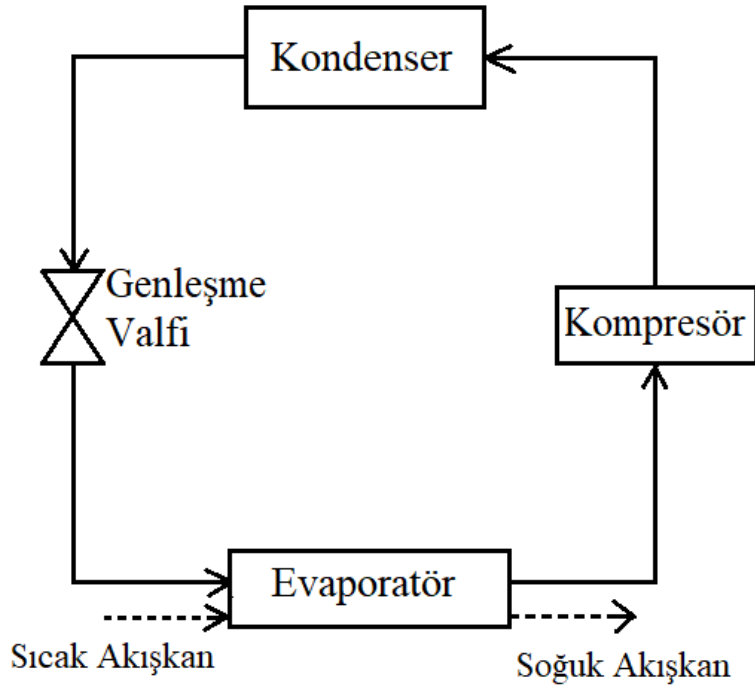 Kondenser
Genleşme
Valfi
Kompresör
Evaporatör
Sıcak Akışkan
Soğuk Akışkan